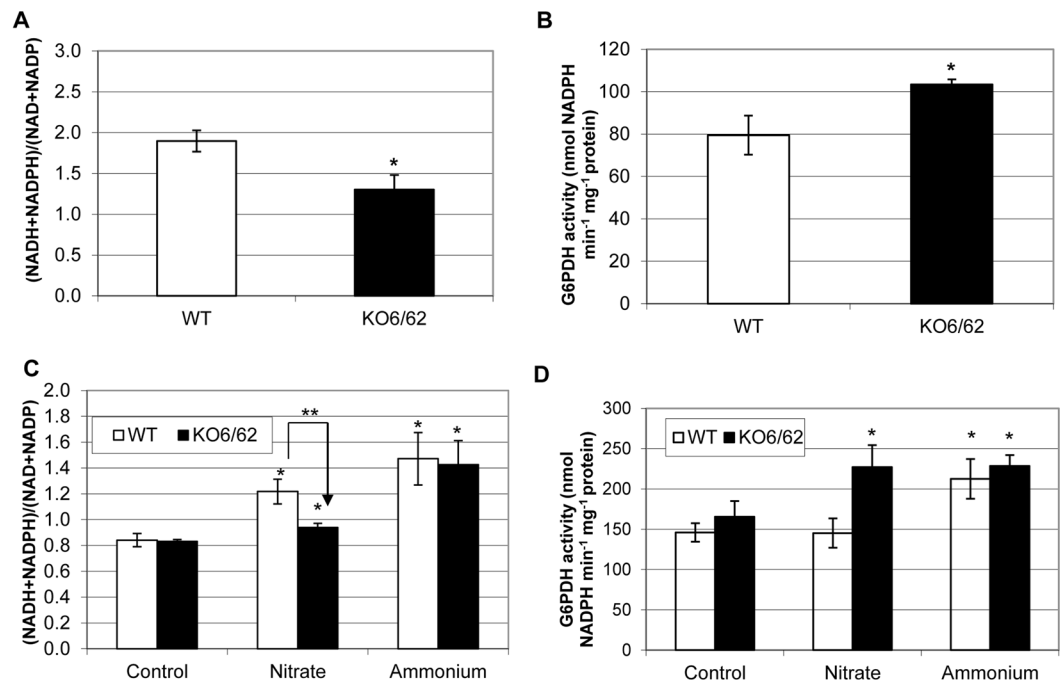 A
(NADH+NADPH)/(NAD+NADP)
3.0
2.5
2.0
1.5
1.0
0.5
0.0
*
WT
KO6/62
B
G6PDH activity (nmol NADPH
min⁻¹ mg⁻¹ protein)
120
100
80
60
40
20
0
*
WT
KO6/62
C
(NADH+NADPH)/(NAD+NADP)
2.0
1.8
1.6
1.4
1.2
1.0
0.8
0.6
0.4
0.2
0.0
WT KO6/62
**
* * * *
Control Nitrate Ammonium
D
G6PDH activity (nmol
NADPH min⁻¹ mg⁻¹ protein)
300
250
200
150
100
50
0
WT KO6/62
* * *
Control Nitrate Ammonium